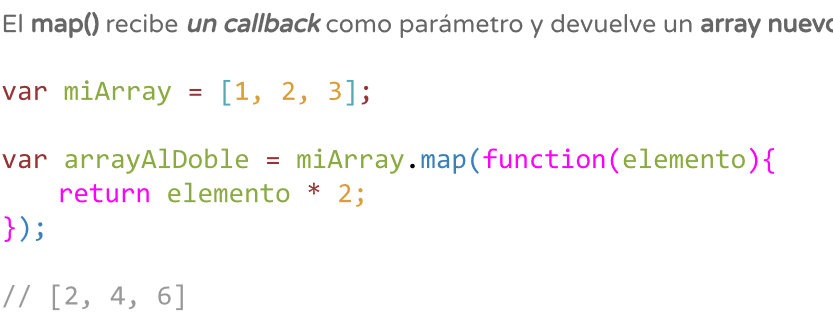 El map() recibe un callback como parámetro y devuelve un array nuevo
var miArray = [1, 2, 3];
var arrayAlDoble = miArray.map(function(elemento){
return elemento * 2;
});
// [2, 4, 6]